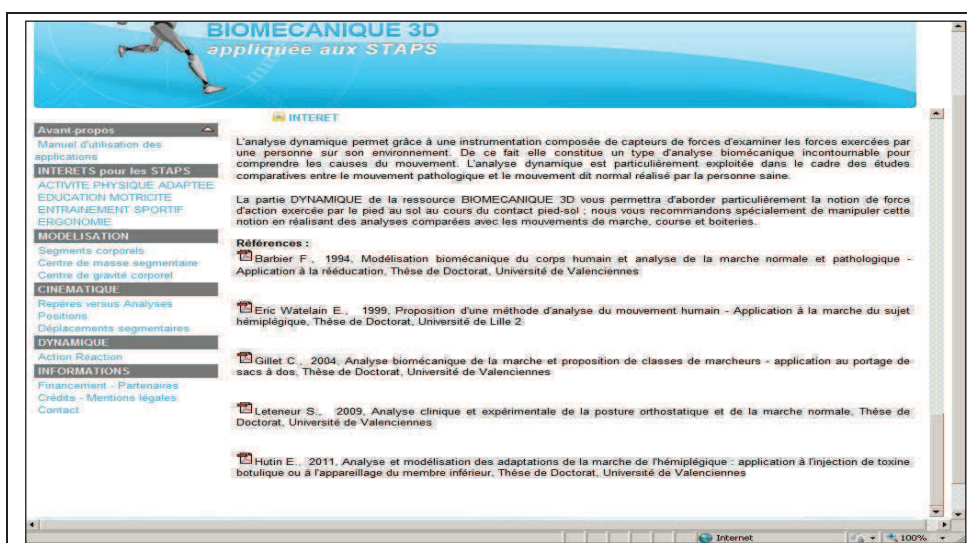 BIOMECANIQUE 3D
appliquée aux STAPS
Avant-propos
Manuel d'utilisation des
applications
INTERETS pour les STAPS
ACTIVITE PHYSIQUE ADAPTEE
EDUCATION MOTRICITE
ENTRAINEMENT SPORTIF
ERGONOMIE
MODELISATION
Segments corporels
Centre de masse segmentaire
Centre de gravité corporel
CINEMATIQUE
Repères versus Analyses
Positions
Déplacements segmentaires
DYNAMIQUE
Action Réaction
INFORMATIONS
Financement - Partenaires
Crédits - Mentions légales
Contact
INTERET
L'analyse dynamique permet grâce à une instrumentation composée de capteurs de forces d'examiner les forces exercées par
une personne sur son environnement. De ce fait elle constitue un type d'analyse biomécanique incontournable pour
comprendre les causes du mouvement. L'analyse dynamique est particulièrement exploitée dans le cadre des études
comparatives entre le mouvement pathologique et le mouvement dit normal réalisé par la personne saine.
La partie DYNAMIQUE de la ressource BIOMECANIQUE 3D vous permettra d'aborder particulièrement la notion de force
d'action exercée par le pied au sol au cours du contact pied-sol ; nous vous recommandons spécialement de manipuler cette
notion en réalisant des analyses comparées avec les mouvements de marche, course et boiteries.
Références :
Barbier F., 1994, Modélisation biomécanique du corps humain et analyse de la marche normale et pathologique -
Application à la rééducation, Thèse de Doctorat, Université de Valenciennes
Eric Watelain E., 1999, Proposition d'une méthode d'analyse du mouvement humain - Application à la marche du sujet
hémiplégique, Thèse de Doctorat, Université de Lille 2
Gillet C., 2004, Analyse biomécanique de la marche et proposition de classes de marcheurs - application au portage de
sacs à dos, Thèse de Doctorat, Université de Valenciennes
Leteneur S., 2009, Analyse clinique et expérimentale de la posture orthostatique et de la marche normale, Thèse de
Doctorat, Université de Valenciennes
Hutin E., 2011, Analyse et modélisation des adaptations de la marche de l'hémiplégique : application à l'injection de toxine
botulique ou à l'appareillage du membre inférieur, Thèse de Doctorat, Université de Valenciennes
Internet
100%